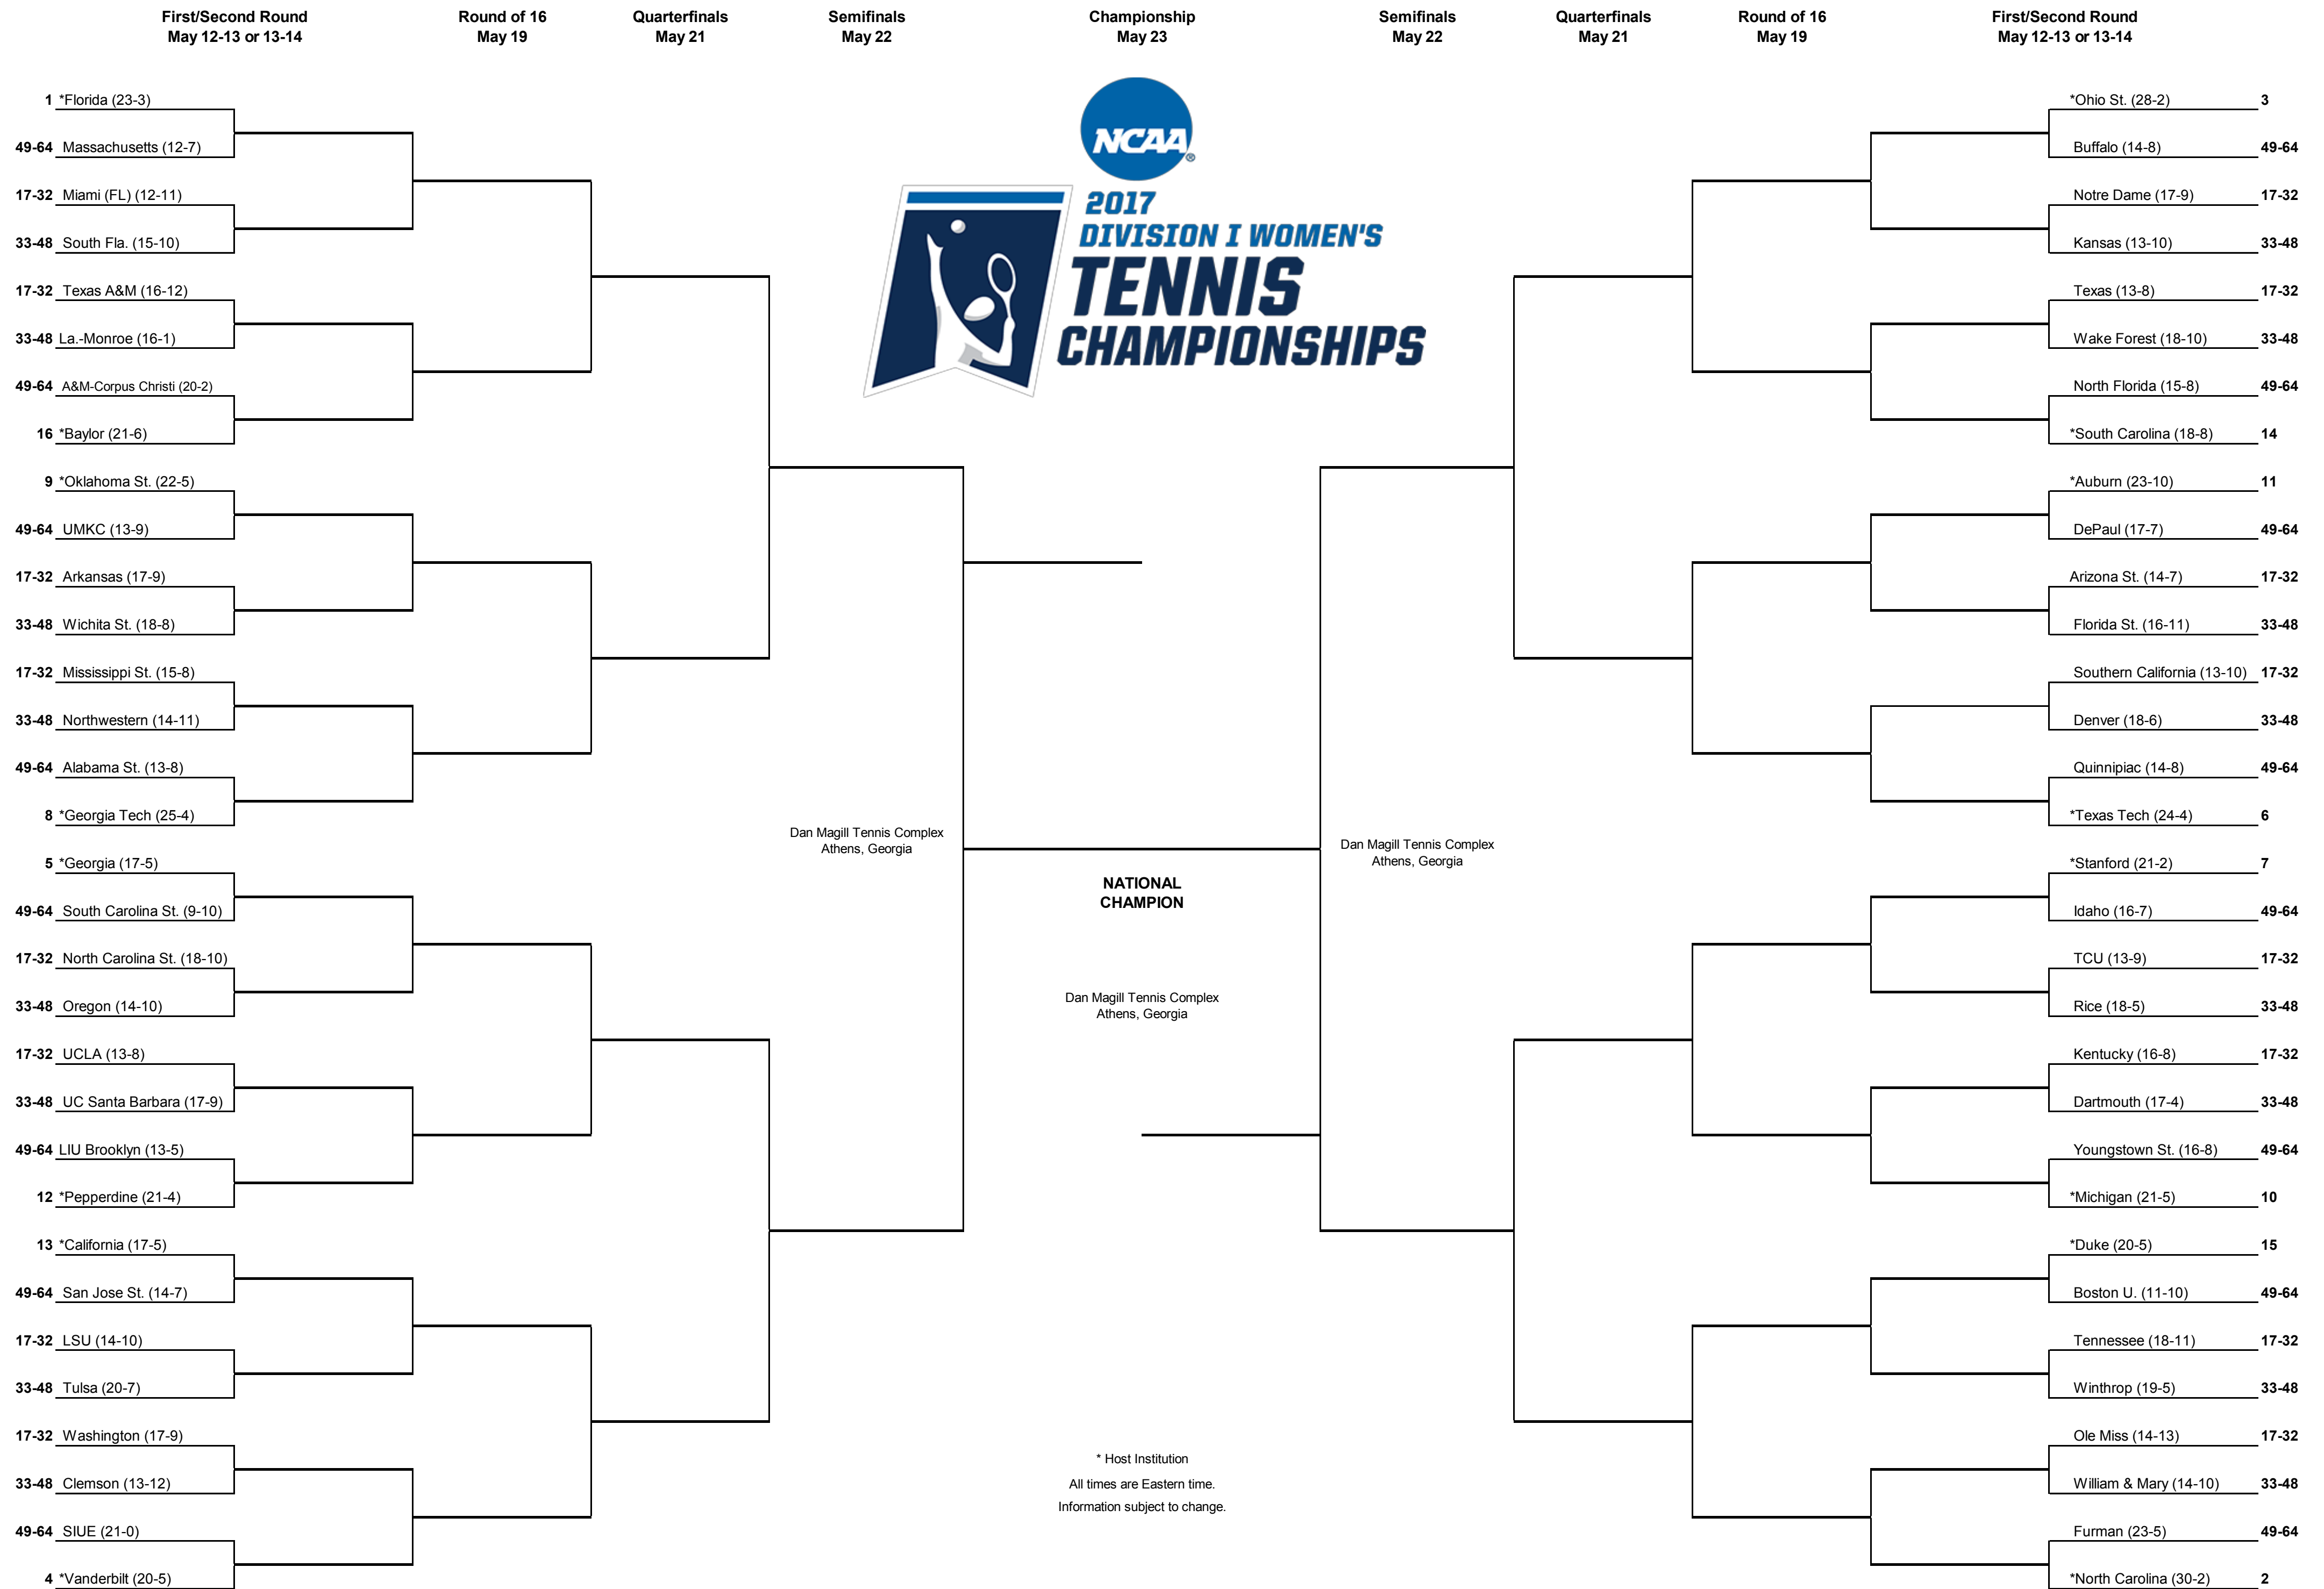 First/Second Round
May 12-13 or 13-14
Round of 16
May 19
Quarterfinals
May 21
Semifinals
May 22
Championship
May 23
Semifinals
May 22
Quarterfinals
May 21
Round of 16
May 19
First/Second Round
May 12-13 or 13-14
1 *Florida (23-3)
49-64 Massachusetts (12-7)
17-32 Miami (FL) (12-11)
33-48 South Fla. (15-10)
17-32 Texas A&M (16-12)
33-48 La.-Monroe (16-1)
49-64 A&M-Corpus Christi (20-2)
16 *Baylor (21-6)
9 *Oklahoma St. (22-5)
49-64 UMKC (13-9)
17-32 Arkansas (17-9)
33-48 Wichita St. (18-8)
17-32 Mississippi St. (15-8)
33-48 Northwestern (14-11)
49-64 Alabama St. (13-8)
8 *Georgia Tech (25-4)
5 *Georgia (17-5)
49-64 South Carolina St. (9-10)
17-32 North Carolina St. (18-10)
33-48 Oregon (14-10)
17-32 UCLA (13-8)
33-48 UC Santa Barbara (17-9)
49-64 LIU Brooklyn (13-5)
12 *Pepperdine (21-4)
13 *California (17-5)
49-64 San Jose St. (14-7)
17-32 LSU (14-10)
33-48 Tulsa (20-7)
17-32 Washington (17-9)
33-48 Clemson (13-12)
49-64 SIUE (21-0)
4 *Vanderbilt (20-5)
NCAA®
2017
DIVISION I WOMEN'S
TENNIS
CHAMPIONSHIPS
Dan Magill Tennis Complex
Athens, Georgia
NATIONAL
CHAMPION
Dan Magill Tennis Complex
Athens, Georgia
Dan Magill Tennis Complex
Athens, Georgia
* Host Institution
All times are Eastern time.
Information subject to change.
*Ohio St. (28-2) 3
Buffalo (14-8) 49-64
Notre Dame (17-9) 17-32
Kansas (13-10) 33-48
Texas (13-8) 17-32
Wake Forest (18-10) 33-48
North Florida (15-8) 49-64
*South Carolina (18-8) 14
*Auburn (23-10) 11
DePaul (17-7) 49-64
Arizona St. (14-7) 17-32
Florida St. (16-11) 33-48
Southern California (13-10) 17-32
Denver (18-6) 33-48
Quinnipiac (14-8) 49-64
*Texas Tech (24-4) 6
*Stanford (21-2) 7
Idaho (16-7) 49-64
TCU (13-9) 17-32
Rice (18-5) 33-48
Kentucky (16-8) 17-32
Dartmouth (17-4) 33-48
Youngstown St. (16-8) 49-64
*Michigan (21-5) 10
*Duke (20-5) 15
Boston U. (11-10) 49-64
Tennessee (18-11) 17-32
Winthrop (19-5) 33-48
Ole Miss (14-13) 17-32
William & Mary (14-10) 33-48
Furman (23-5) 49-64
*North Carolina (30-2) 2